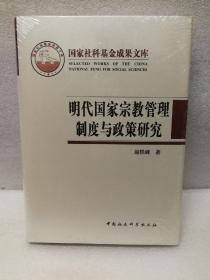 国家社科基金成果文库
SELECTED WORKS OF THE CHINA
NATIONAL FUND FOR SOCIAL SCIENCES
明代国家宗教管理
制度与政策研究
著
中国社会科学出版社